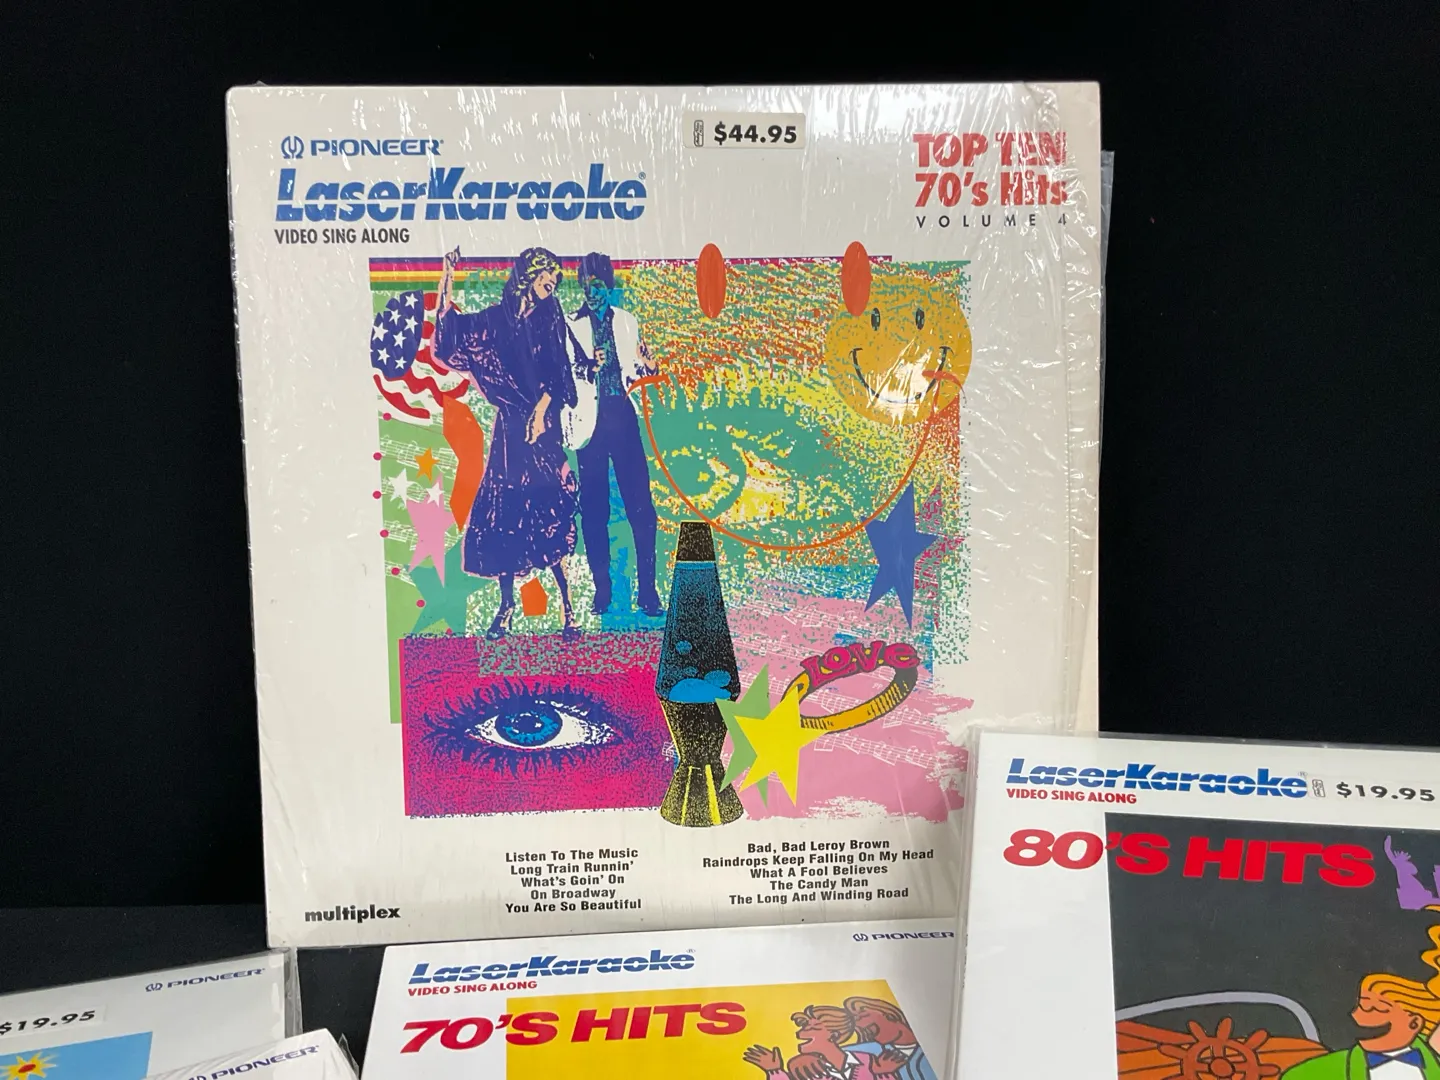 PIONEER®
LaserKaraoke®
VIDEO SING ALONG
$44.95
TOP TEN
70's Hits
VOLUME 4
LOVE
Listen To The Music
Long Train Runnin'
What's Goin' On
On Broadway
You Are So Beautiful
Bad, Bad Leroy Brown
Raindrops Keep Falling On My Head
What A Fool Believes
The Candy Man
The Long And Winding Road
multiplex
LaserKaraoke®
$19.95
VIDEO SING ALONG
80'S HITS
PIONEER®
$19.95
PIONEER®
LaserKaraoke®
VIDEO SING ALONG
PIONEER
70'S HITS